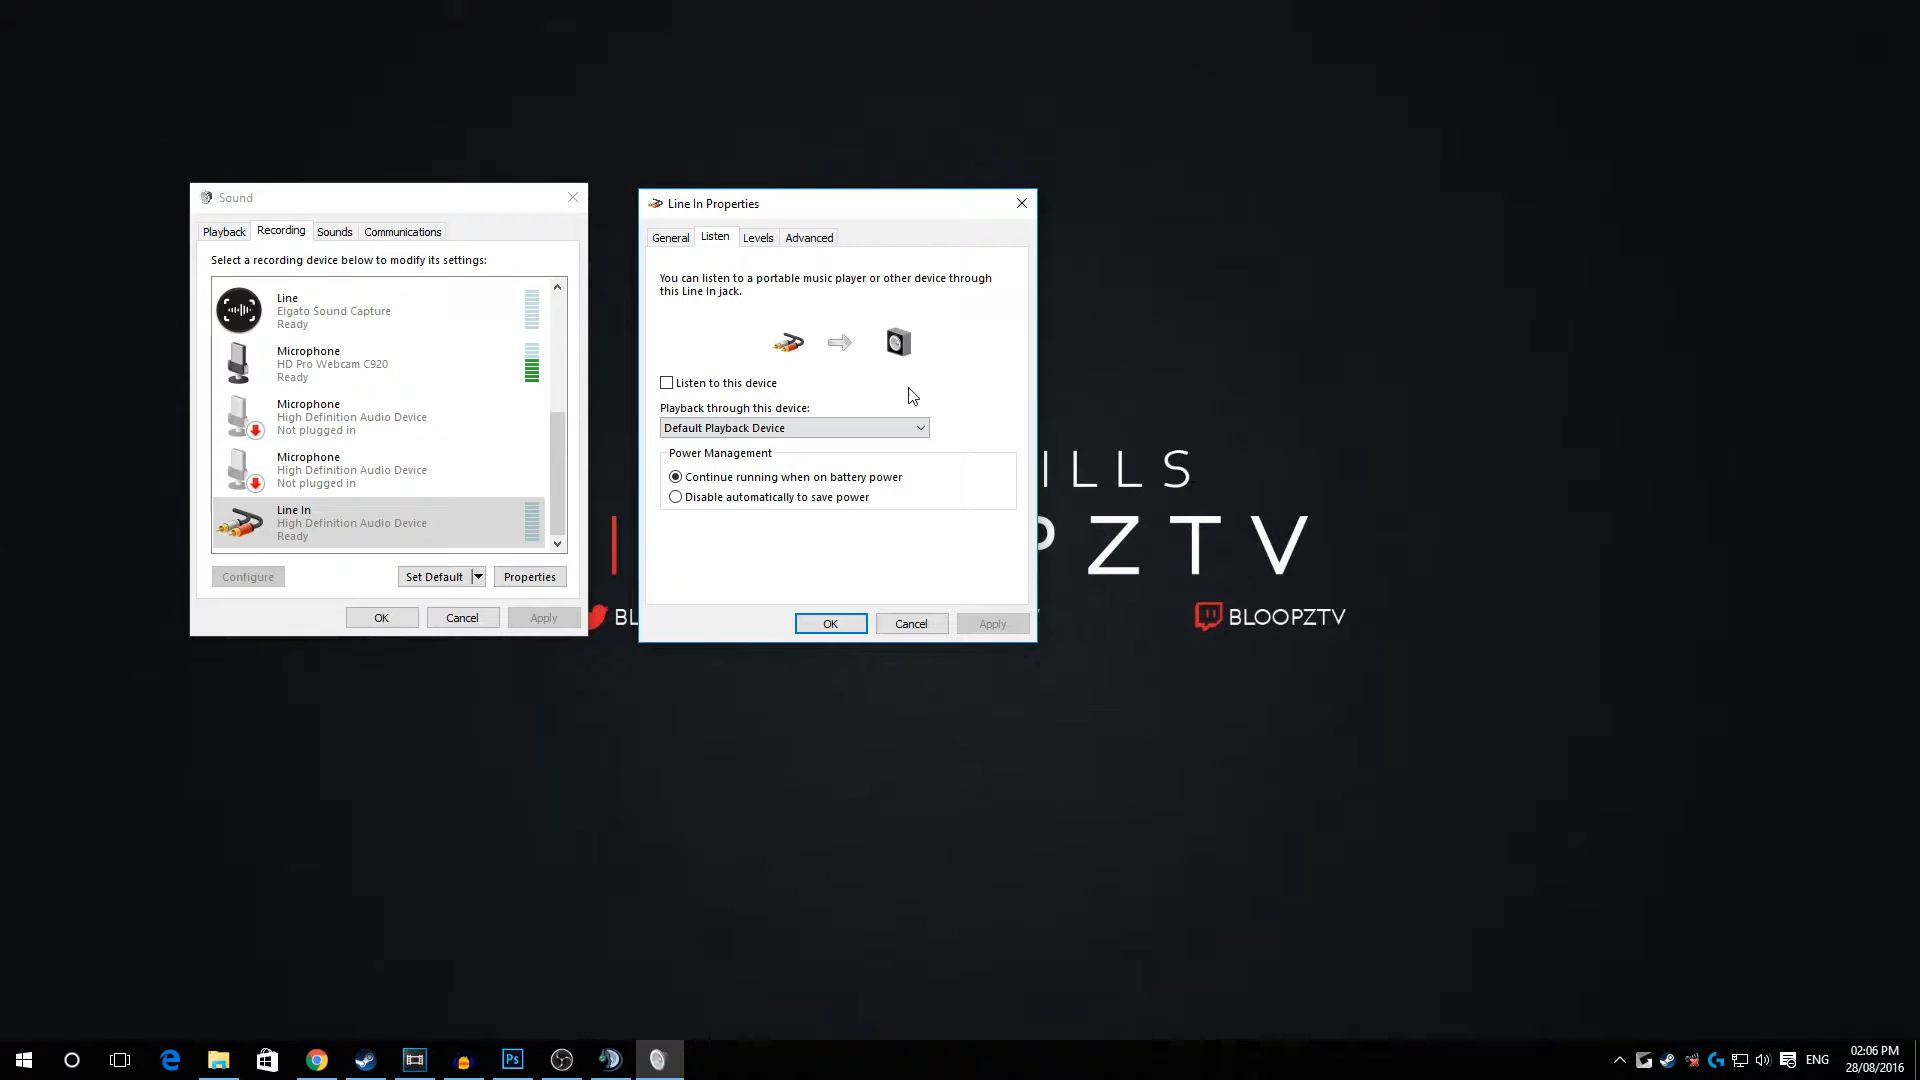 Sound
Playback
Recording
Sounds
Communications
Select a recording device below to modify its settings:
Line
Elgato Sound Capture
Ready
Microphone
HD Pro Webcam C920
Ready
Microphone
High Definition Audio Device
Not plugged in
Microphone
High Definition Audio Device
Not plugged in
Line In
High Definition Audio Device
Ready
Configure
Set Default
Properties
OK
Cancel
Apply
Line In Properties
General
Listen
Levels
Advanced
You can listen to a portable music player or other device through
this Line In jack.
Listen to this device
Playback through this device:
Default Playback Device
Power Management
Continue running when on battery power
Disable automatically to save power
OK
Cancel
Apply
ILLS
PZTV
BL
BLOOPZTV
Ps
ENG
02:06 PM
28/08/2016